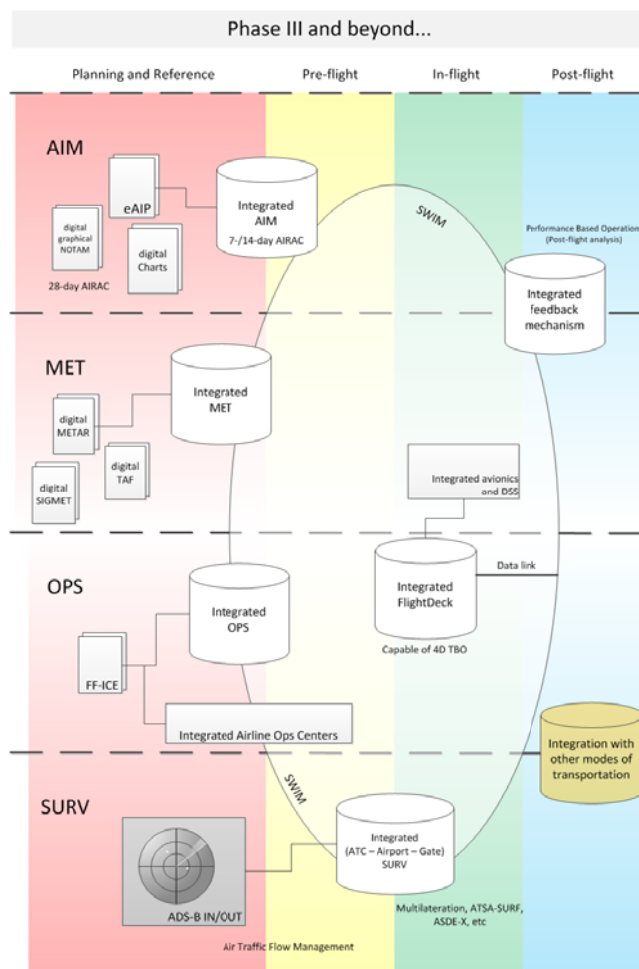 Phase III and beyond...
Planning and Reference
Pre-flight
In-flight
Post-flight
AIM
eAIP
digital
graphical
NOTAM
digital
Charts
28-day AIRAC
Integrated
AIM
7-/14-day AIRAC
SWIM
Performance Based Operation
(Post-flight analysis)
Integrated
feedback
mechanism
MET
digital
METAR
digital
TAF
digital
SIGMET
Integrated
MET
Integrated avionics
and DSS
OPS
FF-ICE
Integrated
OPS
Integrated Airline Ops Centers
Integrated
FlightDeck
Data link
Capable of 4D TBO
Integration with
other modes of
transportation
SURV
SWIM
ADS-B IN/OUT
Integrated
(ATC – Airport – Gate)
SURV
Multilateration, ATSA-SURF,
ASDE-X, etc
Air Traffic Flow Management